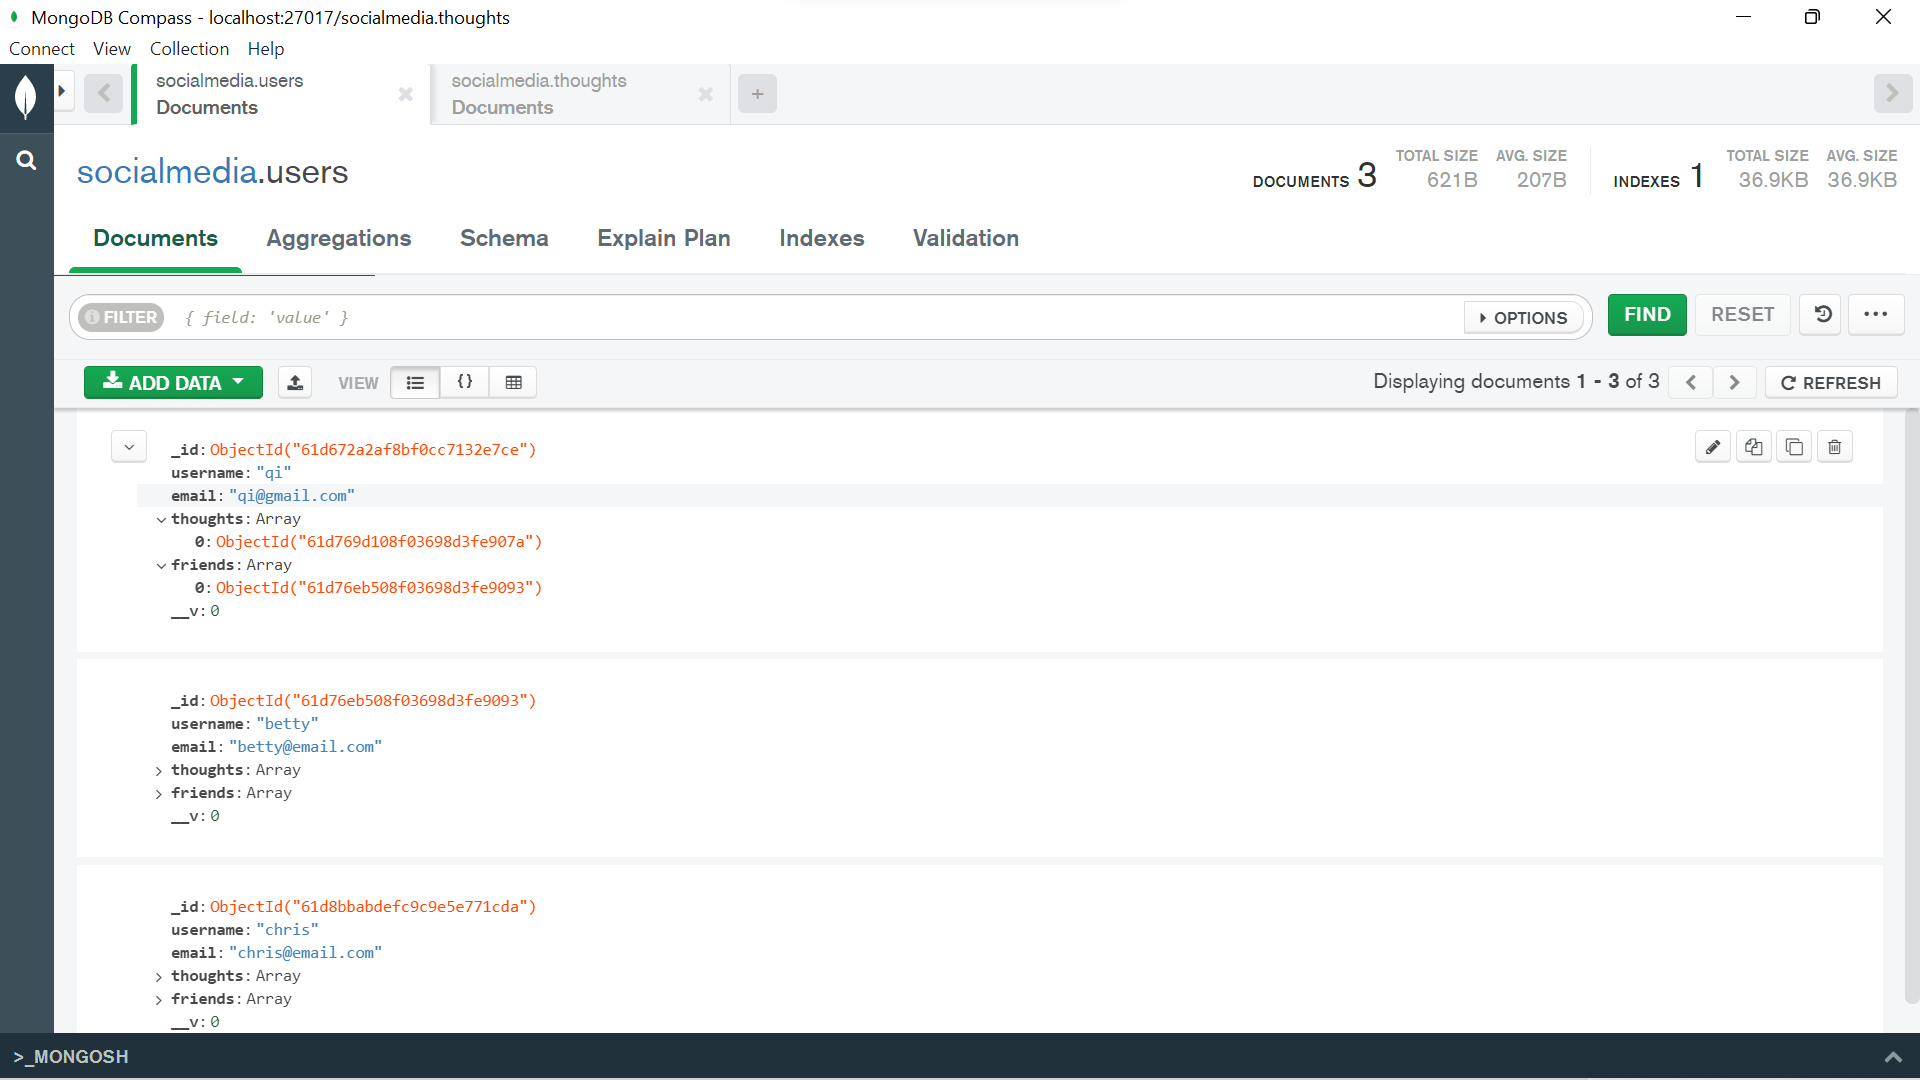 MongoDB Compass - localhost:27017/socialmedia.thoughts
Connect View Collection Help
socialmedia.users
Documents
socialmedia.thoughts
Documents
+
socialmedia.users
DOCUMENTS 3 TOTAL SIZE 621B AVG. SIZE 207B INDEXES 1 TOTAL SIZE 36.9KB AVG. SIZE 36.9KB
Documents Aggregations Schema Explain Plan Indexes Validation
FILTER { field: 'value' } OPTIONS FIND RESET ...
ADD DATA VIEW {} Displaying documents 1 - 3 of 3 REFRESH
_id: ObjectId("61d672a2af8bf0cc7132e7ce")
username: "qi"
email: "qi@gmail.com"
thoughts: Array
0: ObjectId("61d769d108f03698d3fe907a")
friends: Array
0: ObjectId("61d76eb508f03698d3fe9093")
__v: 0
_id: ObjectId("61d76eb508f03698d3fe9093")
username: "betty"
email: "betty@email.com"
thoughts: Array
friends: Array
__v: 0
_id: ObjectId("61d8bbabdefc9c9e5e771cda")
username: "chris"
email: "chris@email.com"
thoughts: Array
friends: Array
__v: 0
>_MONGOSH